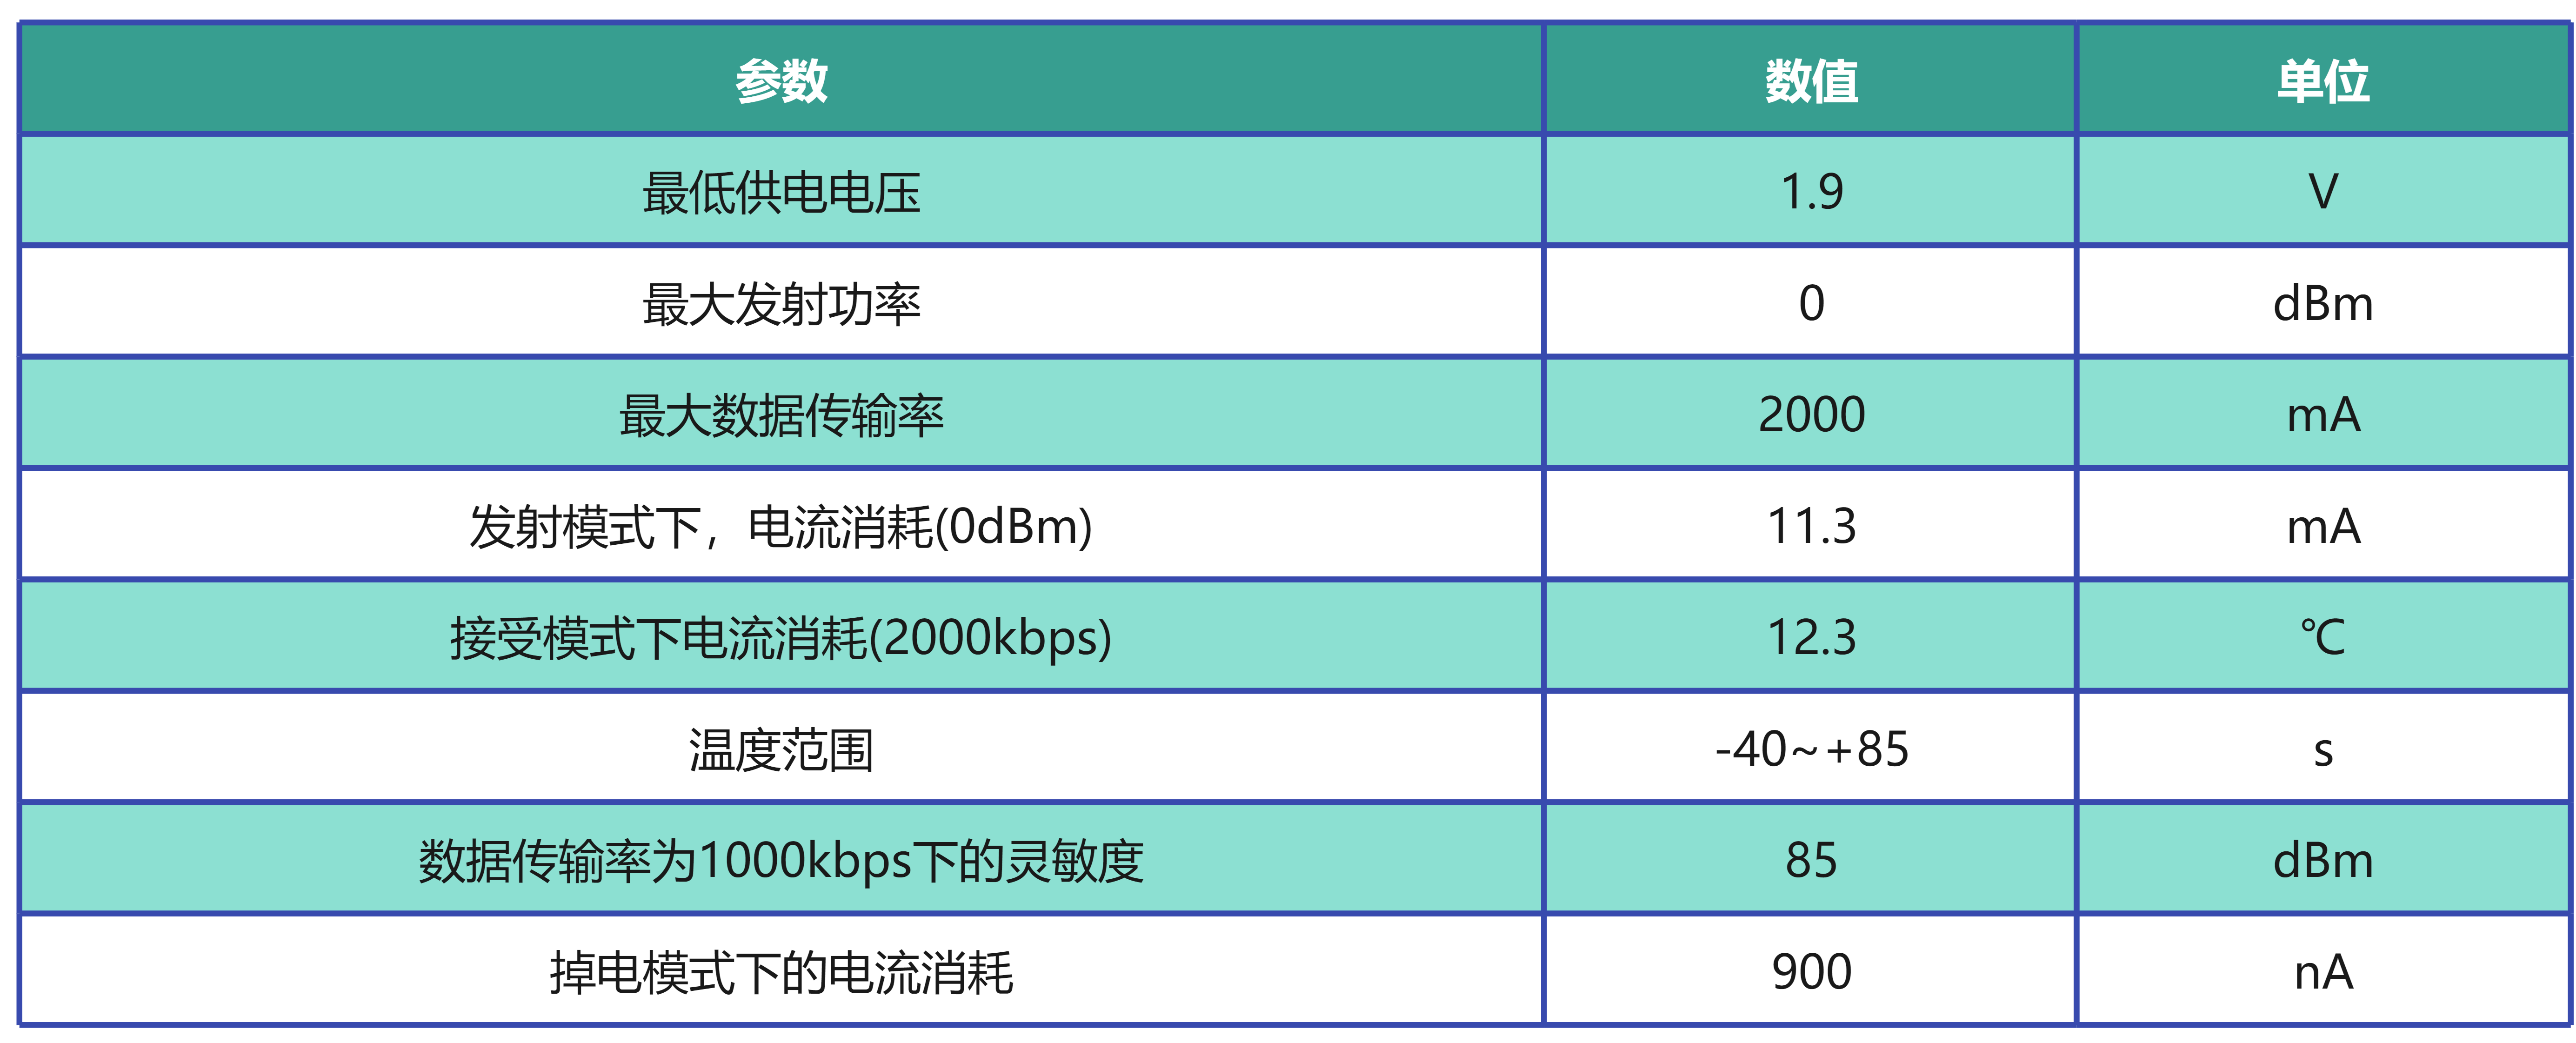 参数 数值 单位
最低供电电压 1.9 V
最大发射功率 0 dBm
最大数据传输率 2000 mA
发射模式下，电流消耗(0dBm) 11.3 mA
接受模式下电流消耗(2000kbps) 12.3 ℃
温度范围 -40~+85 s
数据传输率为1000kbps下的灵敏度 85 dBm
掉电模式下的电流消耗 900 nA